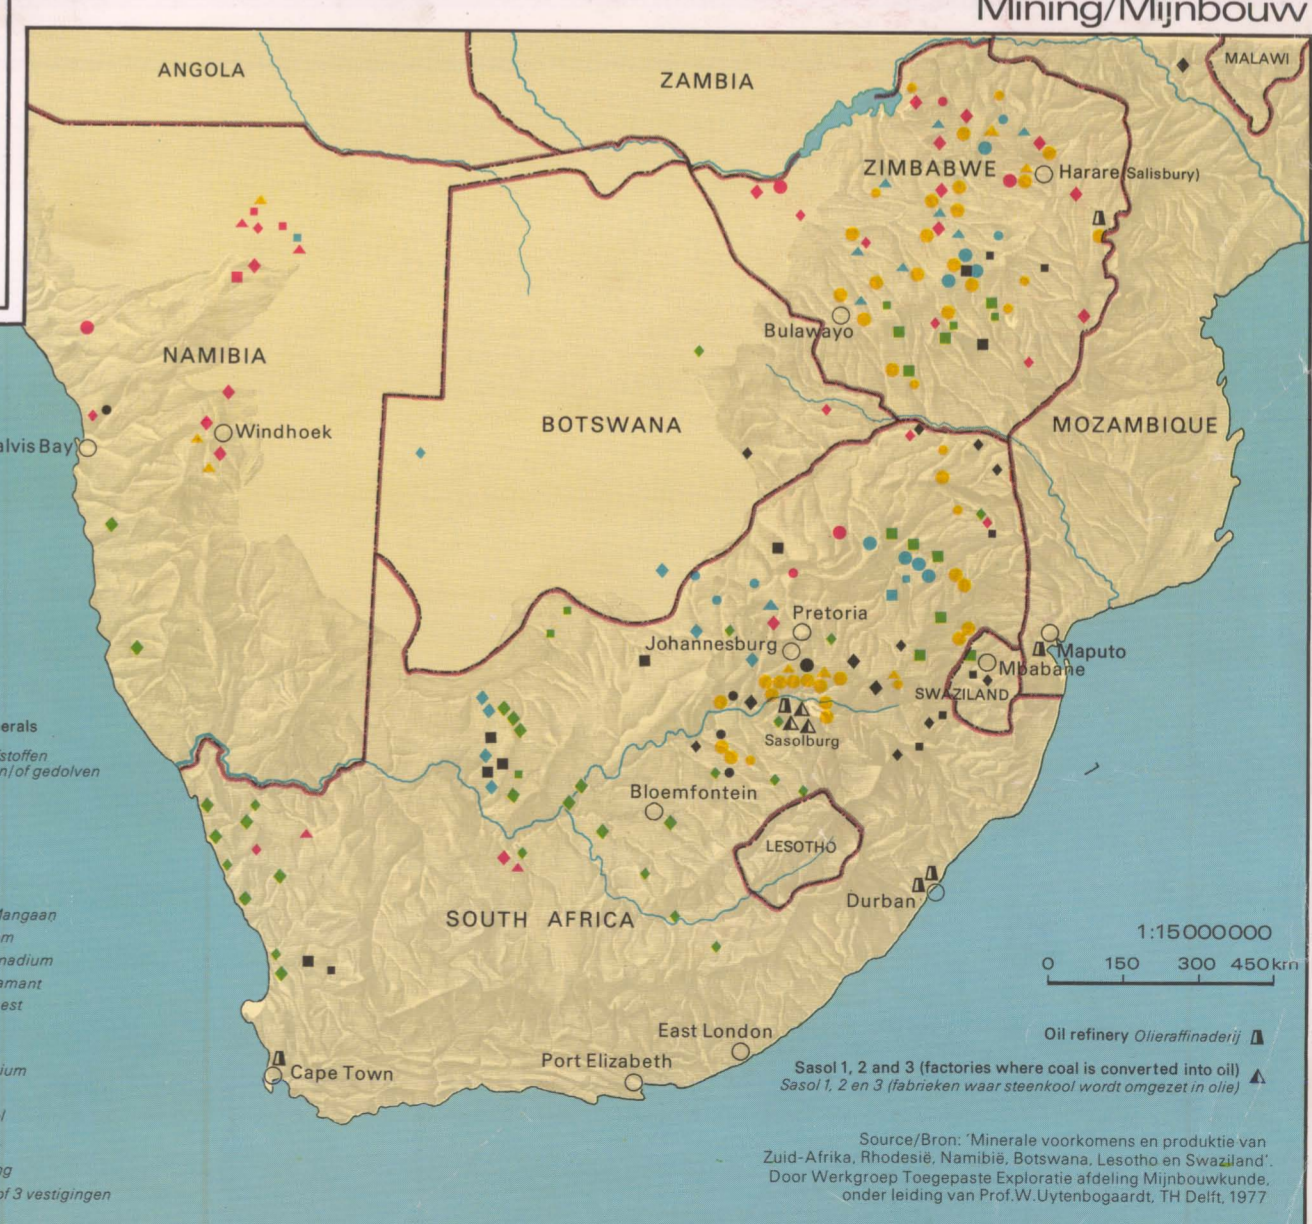 Mining/Mijnbouw
ANGOLA
ZAMBIA
MALAWI
ZIMBABWE
Harare (Salisbury)
Bulawayo
NAMIBIA
Windhoek
alvis Bay
BOTSWANA
MOZAMBIQUE
Pretoria
Johannesburg
Maputo
Mbabane
SWAZILAND
Sasolburg
Bloemfontein
LESOTHO
Durban
SOUTH AFRICA
East London
Port Elizabeth
Cape Town
erals
stoffen
n/of gedolven
Mangaan
m
nadium
amant
est
ium
l
ng
of 3 vestigingen
1:15000000
0 150 300 450km
Oil refinery Olieraffinaderij
Sasol 1, 2 and 3 (factories where coal is converted into oil)
Sasol 1, 2 en 3 (fabrieken waar steenkool wordt omgezet in olie)
Source/Bron: 'Minerale voorkomens en produktie van
Zuid-Afrika, Rhodesië, Namibië, Botswana, Lesotho en Swaziland'.
Door Werkgroep Toegepaste Exploratie afdeling Mijnbouwkunde,
onder leiding van Prof.W.Uytenbogaardt, TH Delft, 1977